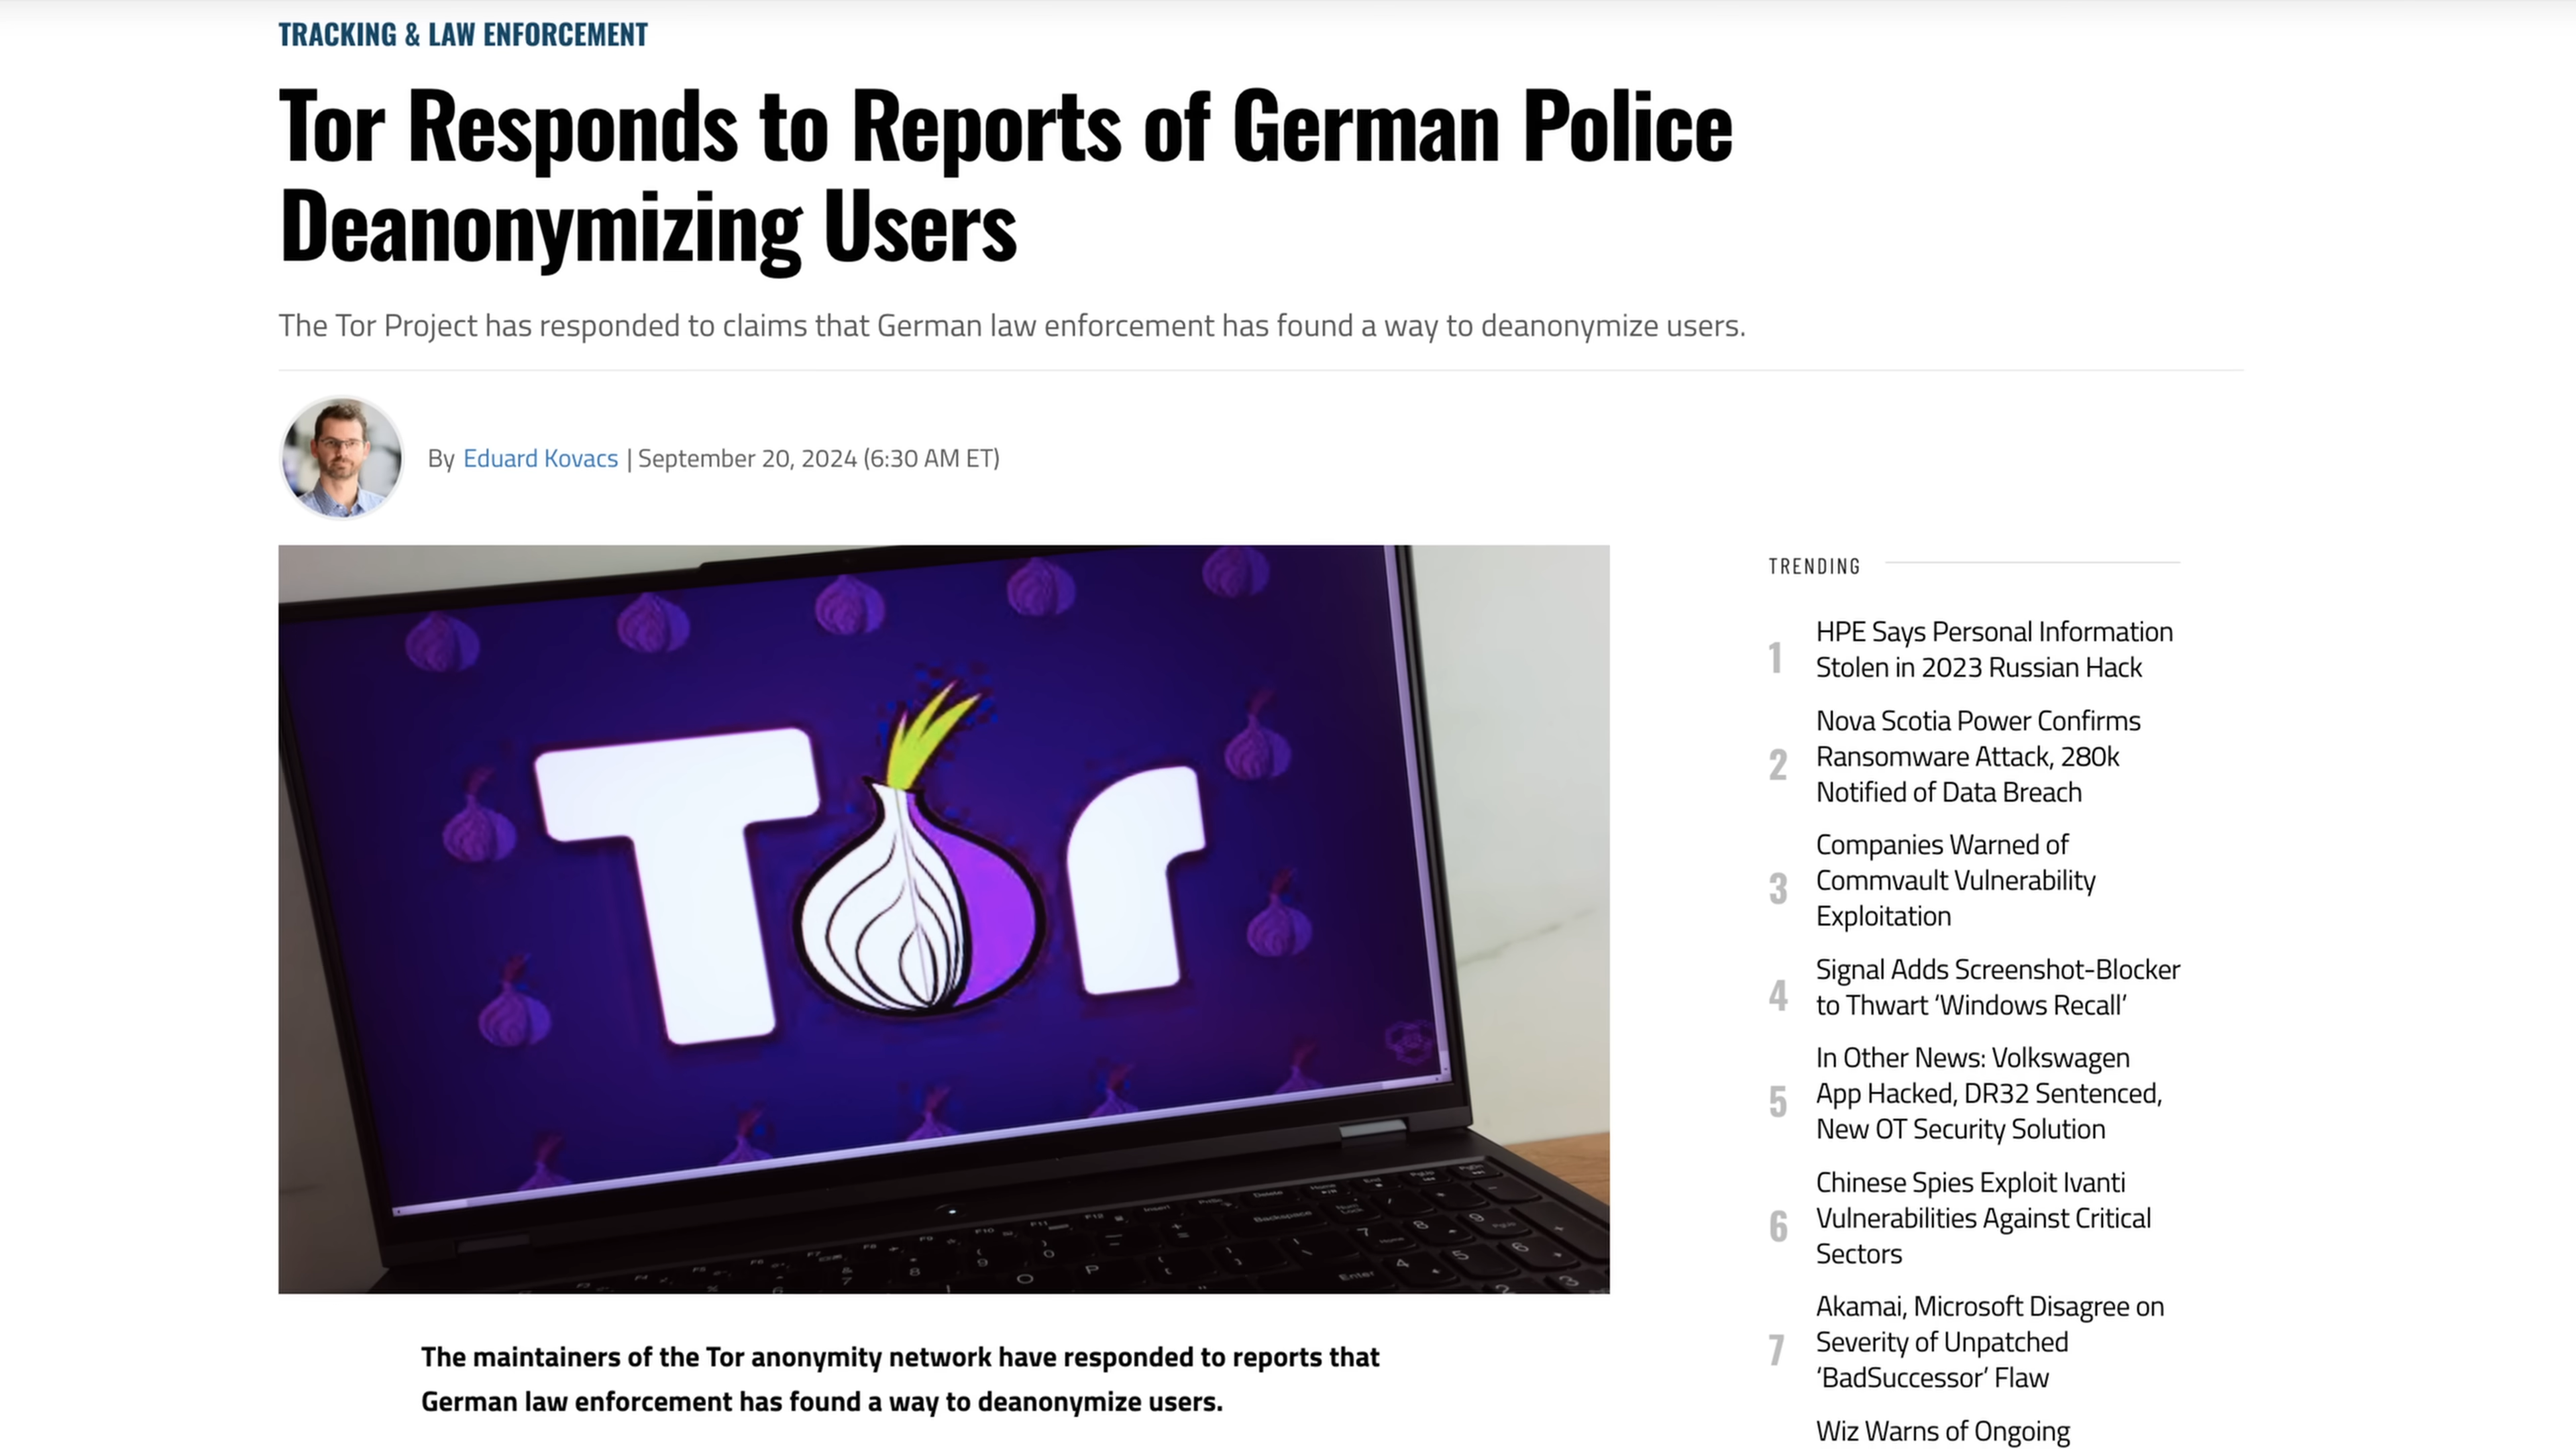 TRACKING & LAW ENFORCEMENT
Tor Responds to Reports of German Police
Deanonymizing Users
The Tor Project has responded to claims that German law enforcement has found a way to deanonymize users.
By Eduard Kovacs | September 20, 2024 (6:30 AM ET)
Tor
Backspace
Enter
The maintainers of the Tor anonymity network have responded to reports that
German law enforcement has found a way to deanonymize users.
TRENDING
1
HPE Says Personal Information
Stolen in 2023 Russian Hack
2
Nova Scotia Power Confirms
Ransomware Attack, 280k
Notified of Data Breach
3
Companies Warned of
Commvault Vulnerability
Exploitation
4
Signal Adds Screenshot-Blocker
to Thwart ‘Windows Recall’
5
In Other News: Volkswagen
App Hacked, DR32 Sentenced,
New OT Security Solution
6
Chinese Spies Exploit Ivanti
Vulnerabilities Against Critical
Sectors
7
Akamai, Microsoft Disagree on
Severity of Unpatched
‘BadSuccessor’ Flaw
Wiz Warns of Ongoing